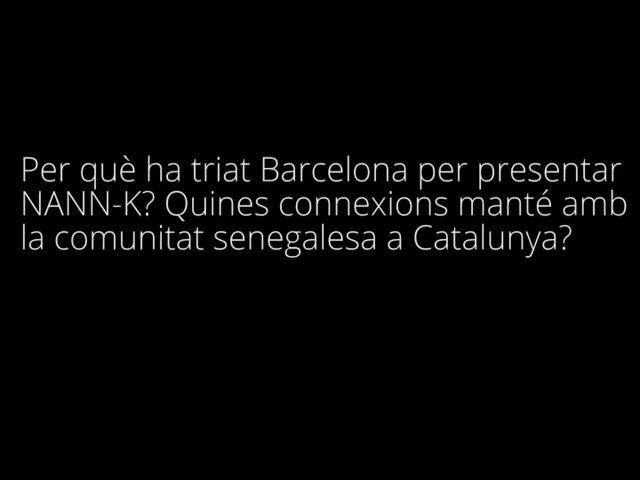 Per què ha triat Barcelona per presentar
NANN-K? Quines connexions manté amb
la comunitat senegalesa a Catalunya?